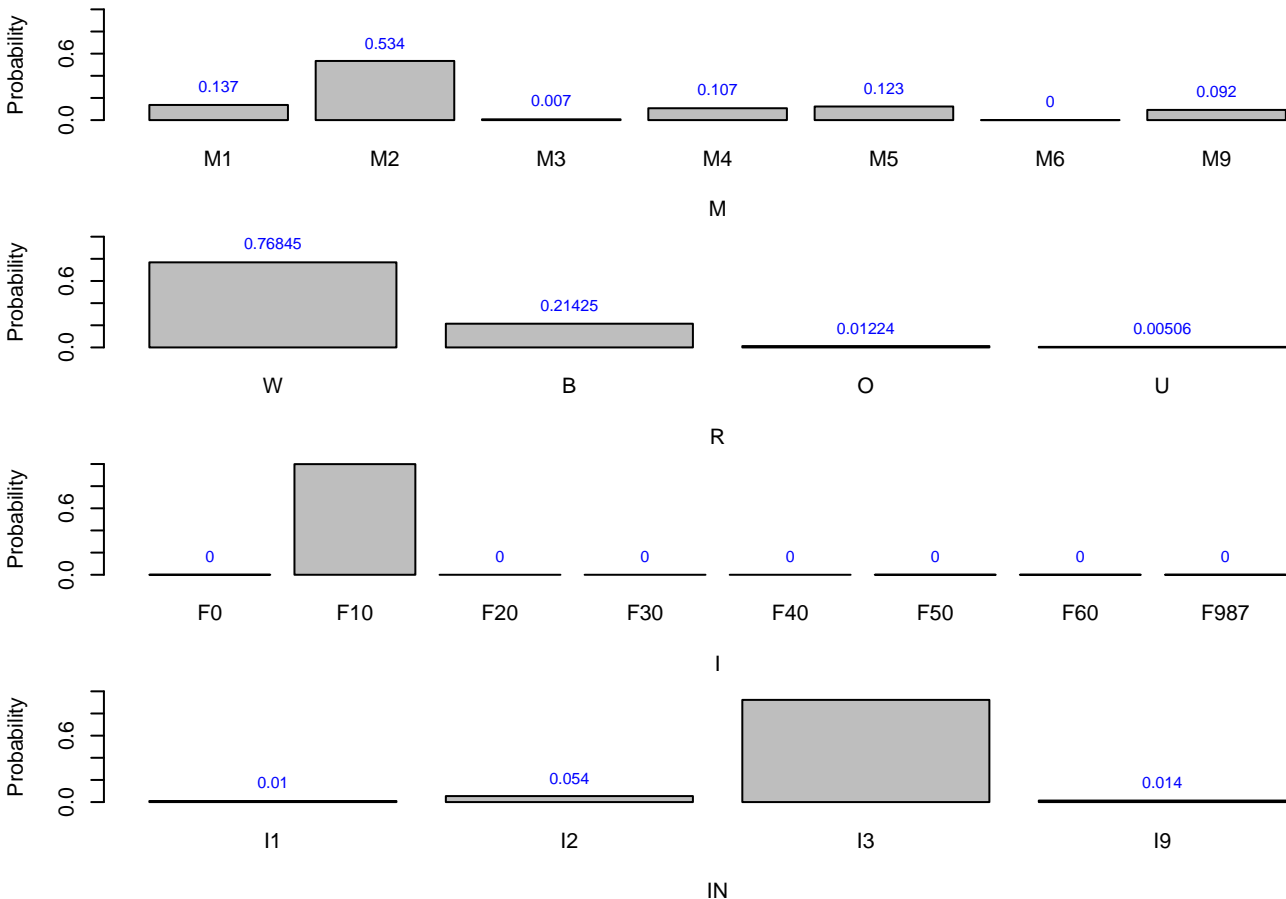 Probability
0.0 0.6
0.137 0.534 0.007 0.107 0.123 0 0.092
M1 M2 M3 M4 M5 M6 M9
M
Probability
0.0 0.6
0.76845 0.21425 0.01224 0.00506
W B O U
R
Probability
0.0 0.6
0 0 0 0 0 0 0
F0 F10 F20 F30 F40 F50 F60 F987
I
Probability
0.0 0.6
0.01 0.054 0.014
I1 I2 I3 I9
IN